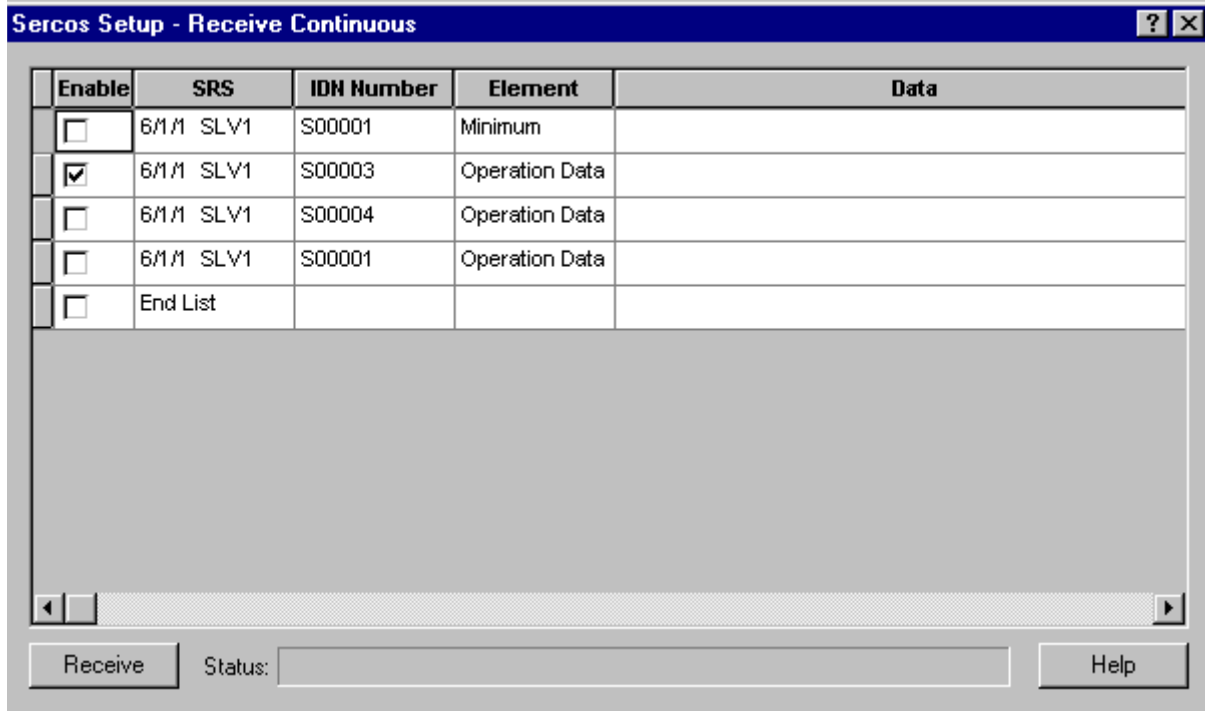 Sercos Setup - Receive Continuous
Enable SRS IDN Number Element Data
6/1/1 SLV1 S00001 Minimum
6/1/1 SLV1 S00003 Operation Data
6/1/1 SLV1 S00004 Operation Data
6/1/1 SLV1 S00001 Operation Data
End List
Receive Status: Help